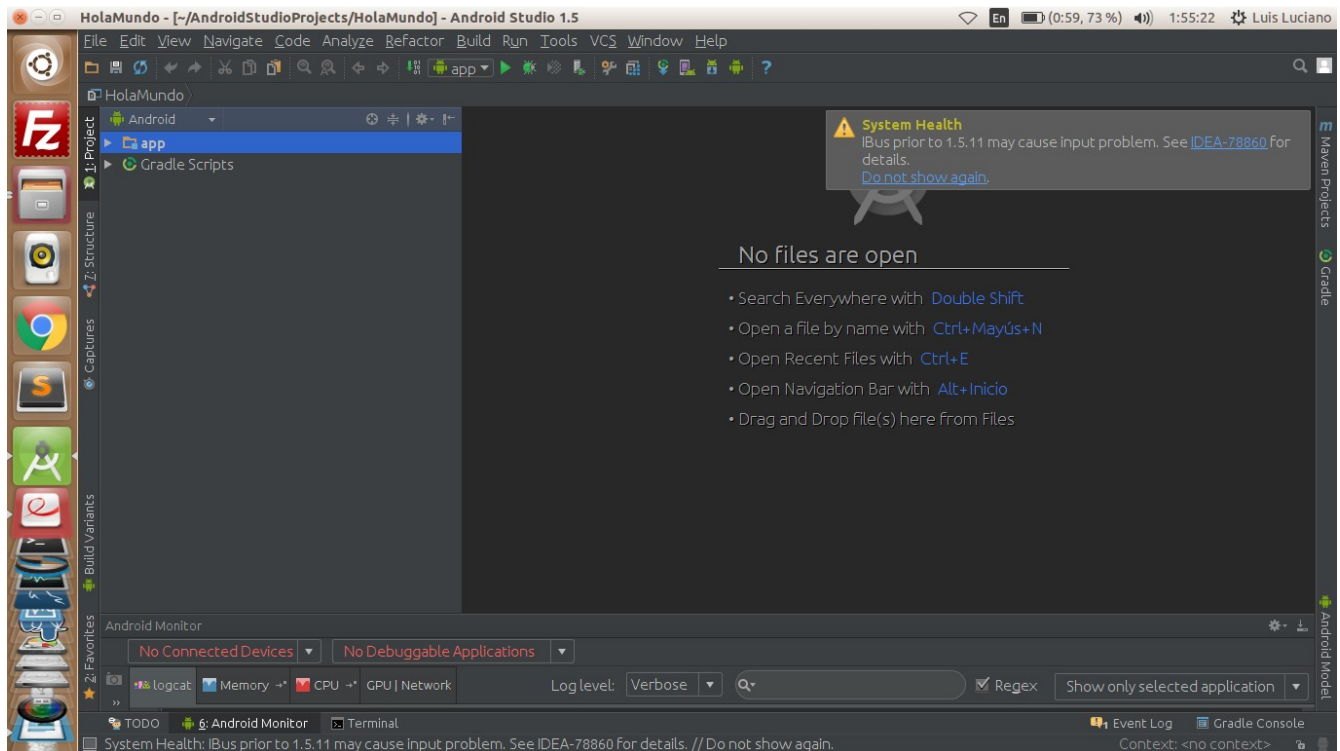 HolaMundo - [~/AndroidStudioProjects/HolaMundo] - Android Studio 1.5
En (0:59, 73 %) 1:55:22 Luis Luciano
File Edit View Navigate Code Analyze Refactor Build Run Tools VCS Window Help
app
HolaMundo
1: Project
Android
app
Gradle Scripts
Z: Structure
Captures
Build Variants
2: Favorites
System Health
IBus prior to 1.5.11 may cause input problem. See IDEA-78860 for
details.
Do not show again.
No files are open
• Search Everywhere with Double Shift
• Open a file by name with Ctrl+Mayús+N
• Open Recent Files with Ctrl+E
• Open Navigation Bar with Alt+Inicio
• Drag and Drop file(s) here from Files
m Maven Projects
Gradle
Android Model
Fz
S
Android Monitor
No Connected Devices No Debuggable Applications
logcat Memory CPU GPU | Network Log level: Verbose Regex Show only selected application
TODO 6: Android Monitor Terminal 1 Event Log Gradle Console
System Health: IBus prior to 1.5.11 may cause input problem. See IDEA-78860 for details. // Do not show again. Context: <no context>